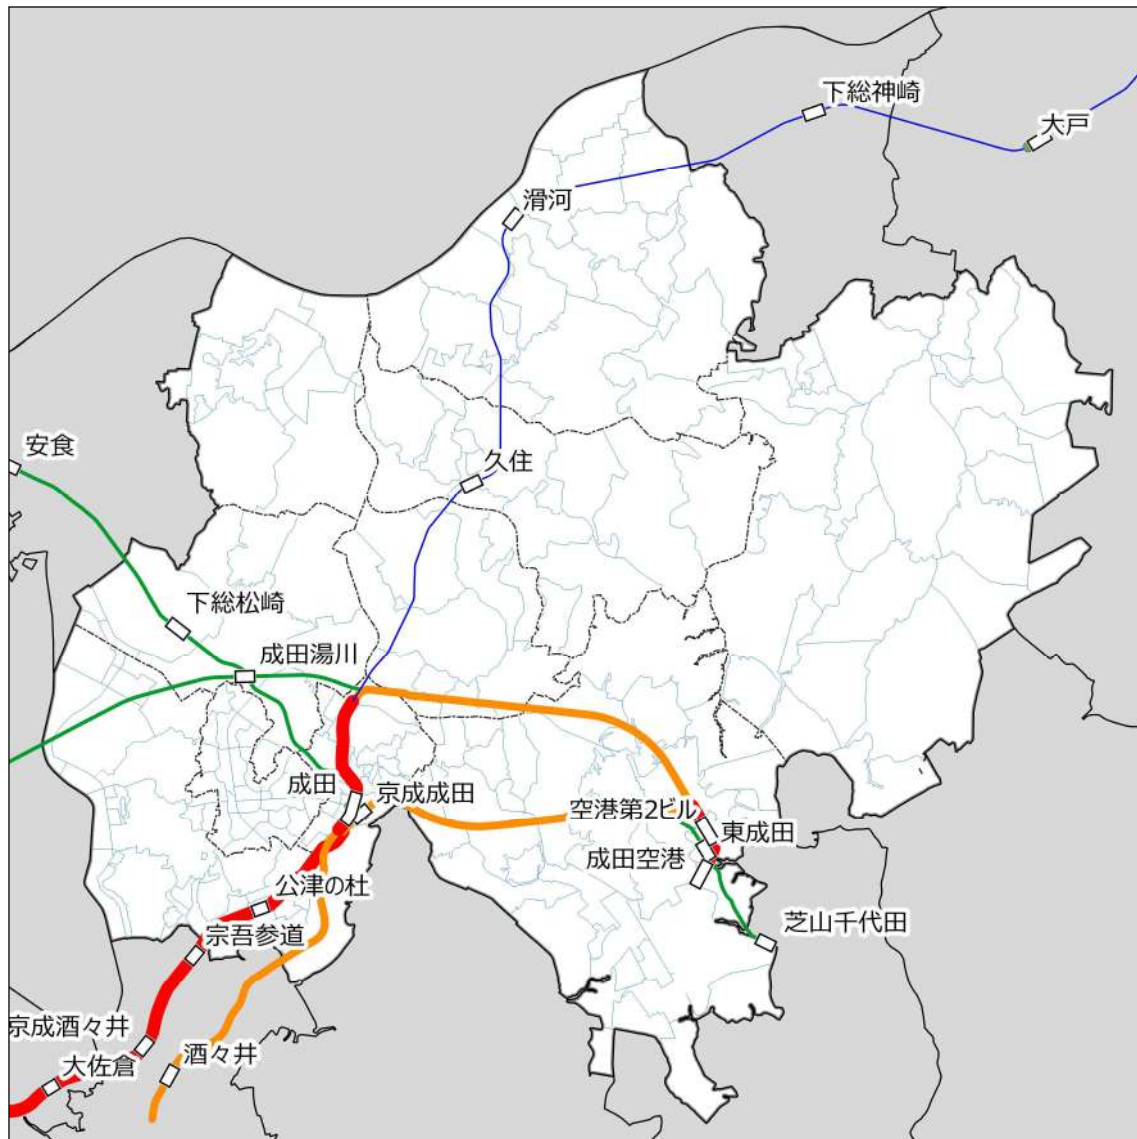 下総神崎
大戸
滑河
安食
久住
下総松崎
成田湯川
成田
京成成田
空港第2ビル
東成田
成田空港
公津の杜
芝山千代田
宗吾参道
京成酒々井
酒々井
大佐倉